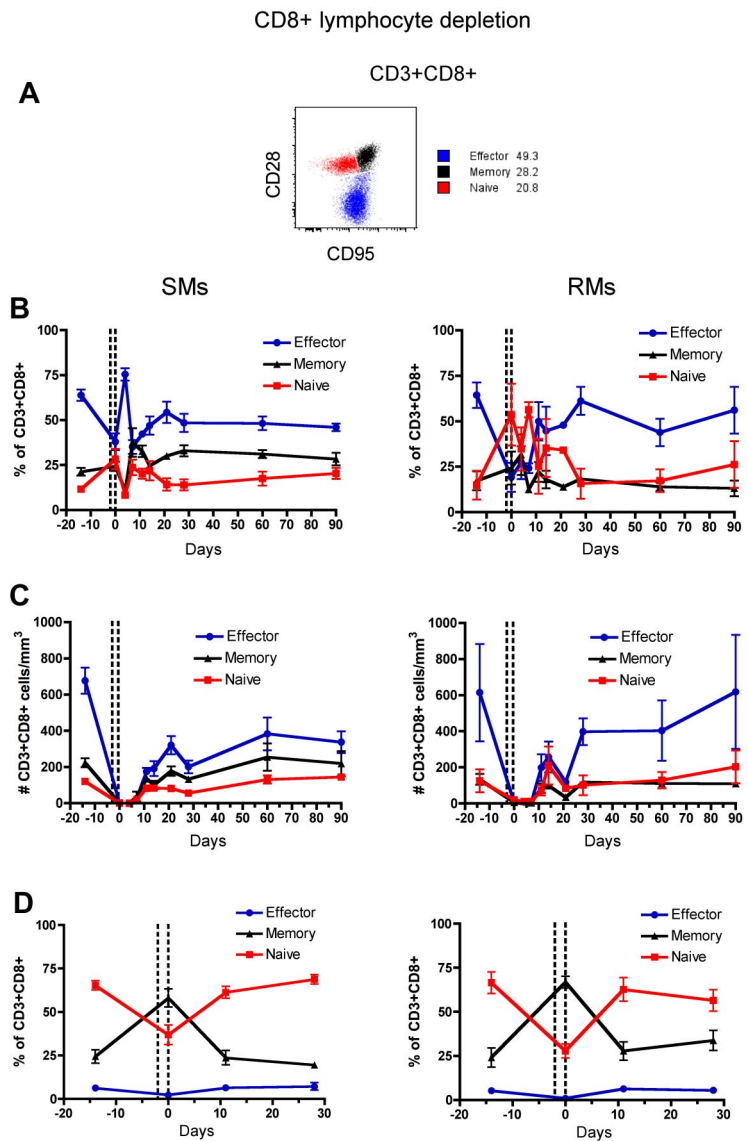 CD8+ lymphocyte depletion
A
CD3+CD8+
CD28
CD95
Effector 49.3
Memory 28.2
Naive 20.8
SMs
RMs
B
% of CD3+CD8+
100
75
50
25
0
-20 -10 0 10 20 30 40 50 60 70 80 90
Days
Effector
Memory
Naive
% of CD3+CD8+
100
75
50
25
0
-20 -10 0 10 20 30 40 50 60 70 80 90
Days
Effector
Memory
Naive
C
# CD3+CD8+ cells/mm³
1000
800
600
400
200
0
-20 -10 0 10 20 30 40 50 60 70 80 90
Days
Effector
Memory
Naive
# CD3+CD8+ cells/mm³
1000
800
600
400
200
0
-20 -10 0 10 20 30 40 50 60 70 80 90
Days
Effector
Memory
Naive
D
% of CD3+CD8+
100
75
50
25
0
-20 -10 0 10 20 30
Days
Effector
Memory
Naive
% of CD3+CD8+
100
75
50
25
0
-20 -10 0 10 20 30
Days
Effector
Memory
Naive